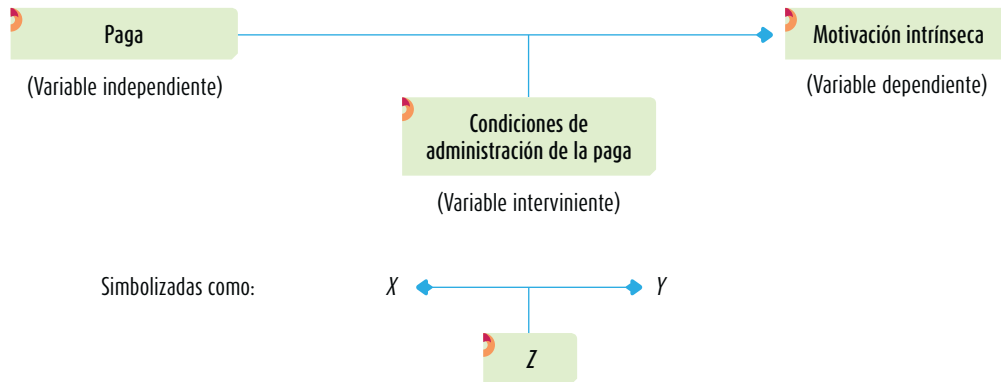 Paga
Motivación intrínseca
(Variable independiente)
(Variable dependiente)
Condiciones de
administración de la paga
(Variable interviniente)
Simbolizadas como:
X
Y
Z